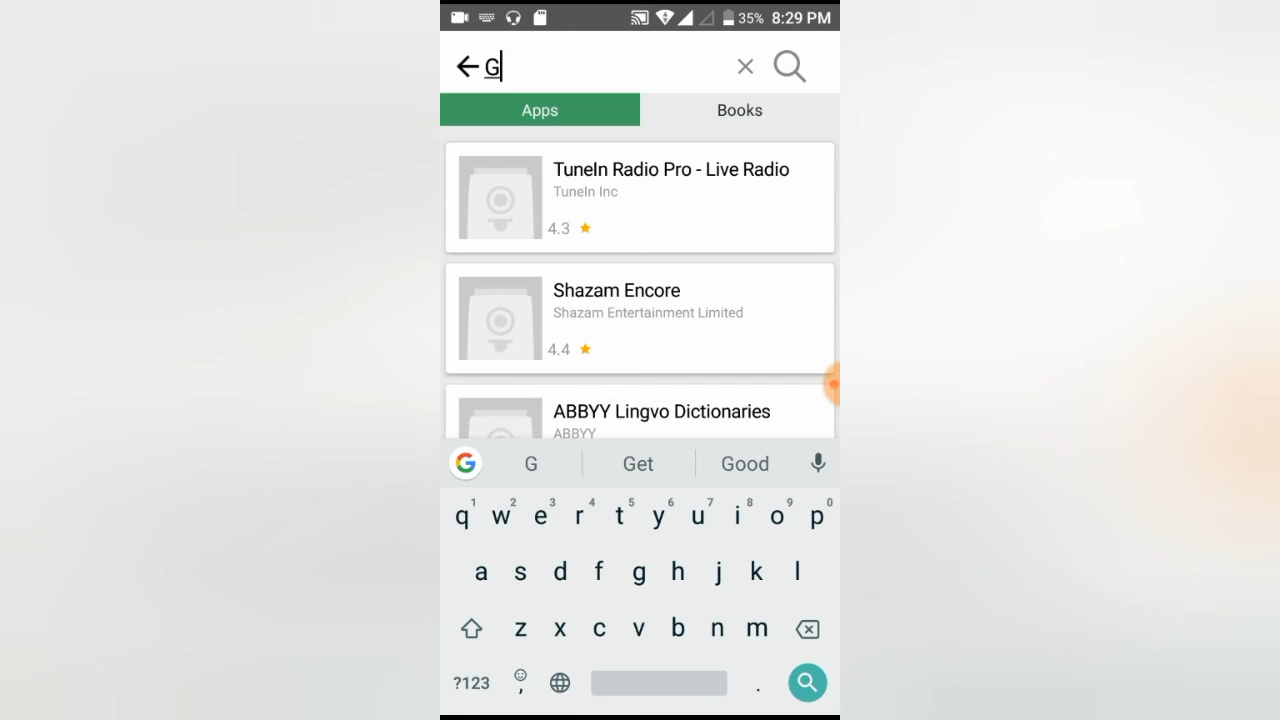 35% 8:29 PM
G
Apps Books
TuneIn Radio Pro - Live Radio
TuneIn Inc
4.3
Shazam Encore
Shazam Entertainment Limited
4.4
ABBYY Lingvo Dictionaries
ABBYY
G Get Good
1 2 3 4 5 6 7 8 9 0
q w e r t y u i o p
a s d f g h j k l
z x c v b n m
?123 , .